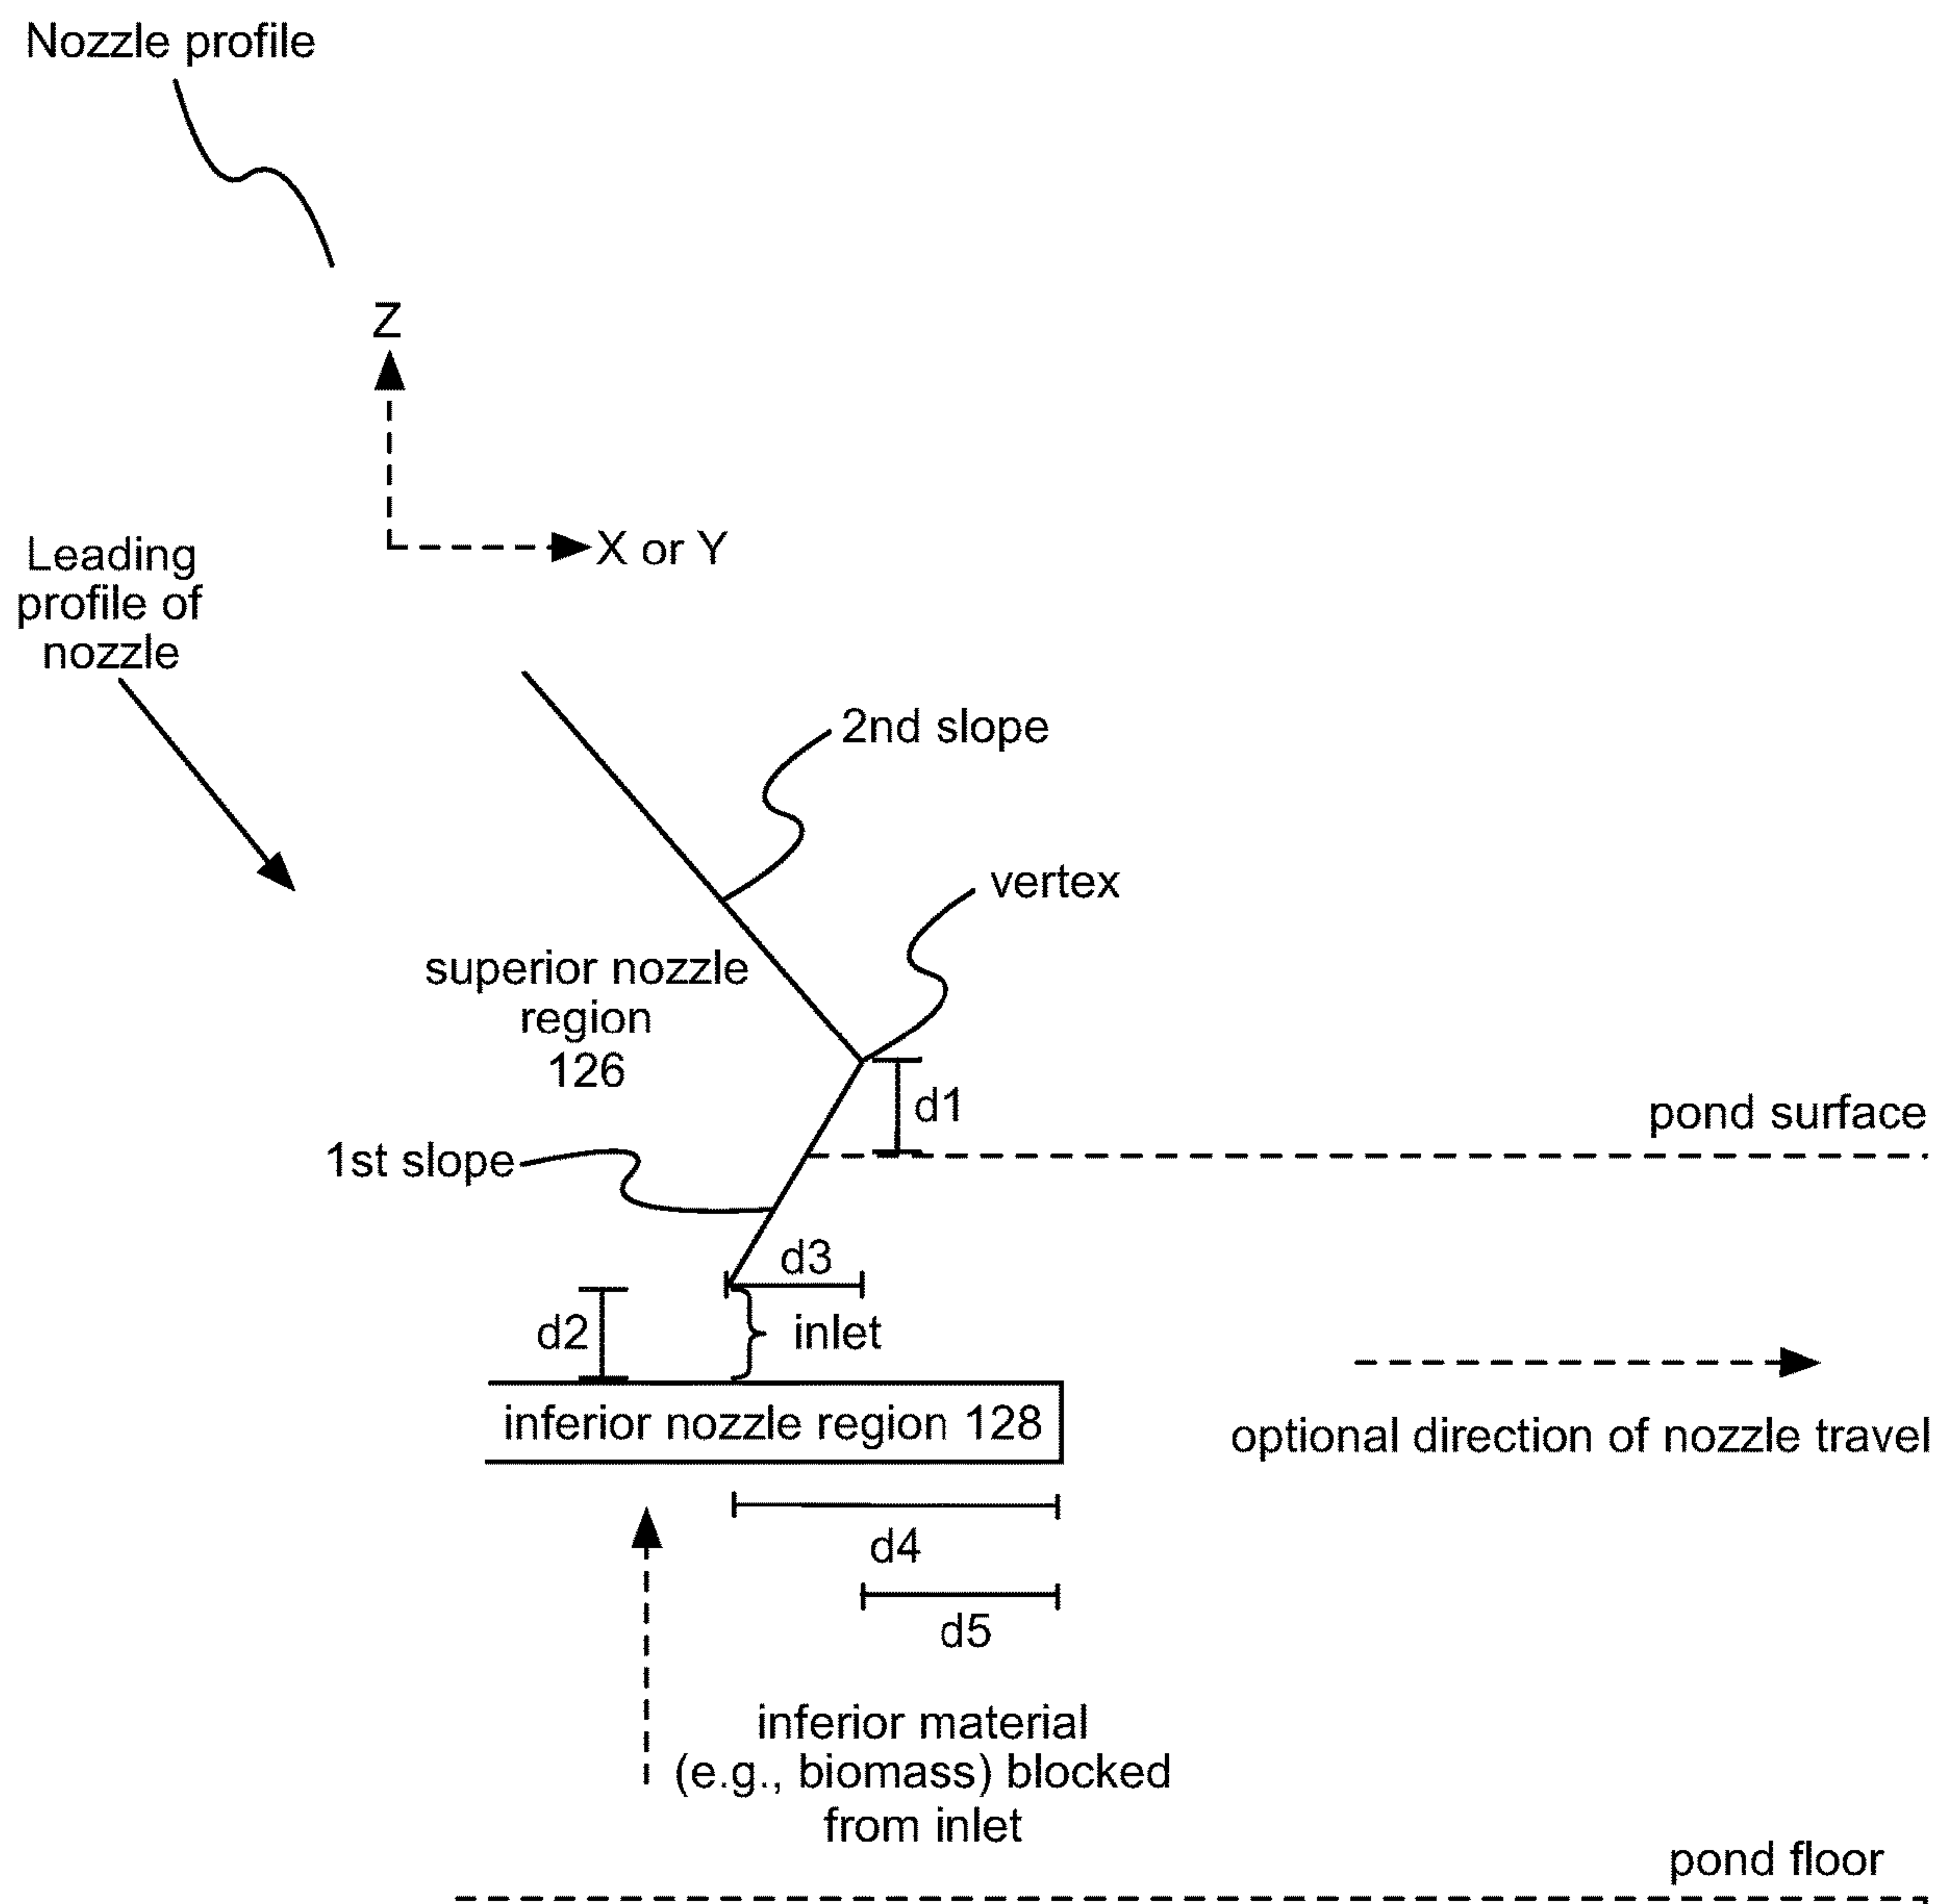 Nozzle profile
Z
X or Y
Leading
profile of
nozzle
2nd slope
vertex
superior nozzle
region
126
d1
pond surface
1st slope
d3
d2
inlet
inferior nozzle region 128
optional direction of nozzle travel
d4
d5
inferior material
(e.g., biomass) blocked
from inlet
pond floor